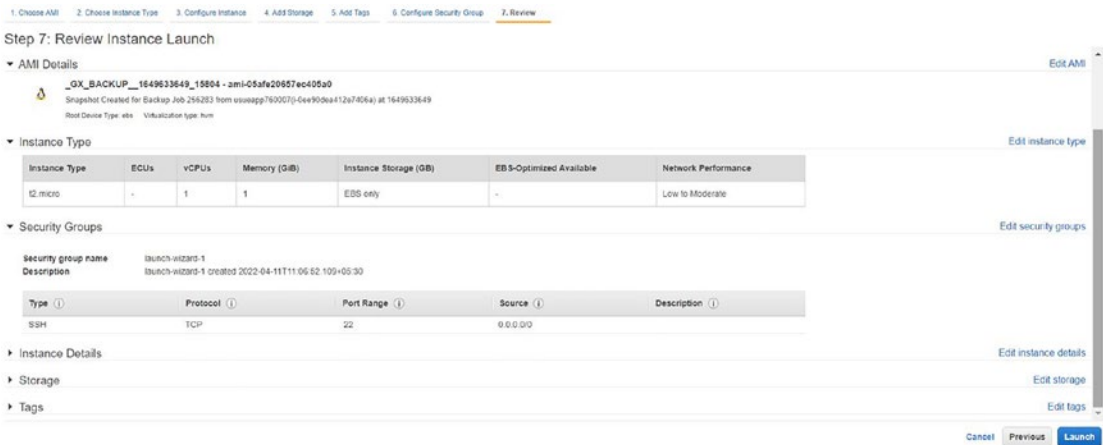 1. Choose AMI 2. Choose Instance Type 3. Configure Instance 4. Add Storage 5. Add Tags 6. Configure Security Group 7. Review
Step 7: Review Instance Launch
AMI Details Edit AMI
_GX_BACKUP__1649633649_15804 - ami-05afe20657ec405a0
Snapshot Created for Backup Job 256283 from usueapp760007(i-0ee90dea412e7406a) at 1649633649
Root Device Type: ebs Virtualization type: hvm
Instance Type Edit instance type
Instance Type ECUs vCPUs Memory (GiB) Instance Storage (GB) EBS-Optimized Available Network Performance
t2.micro - 1 1 EBS only - Low to Moderate
Security Groups Edit security groups
Security group name launch-wizard-1
Description launch-wizard-1 created 2022-04-11T11:06:52.109+05:30
Type Protocol Port Range Source Description
SSH TCP 22 0.0.0.0/0
Instance Details Edit instance details
Storage Edit storage
Tags Edit tags
Cancel Previous Launch